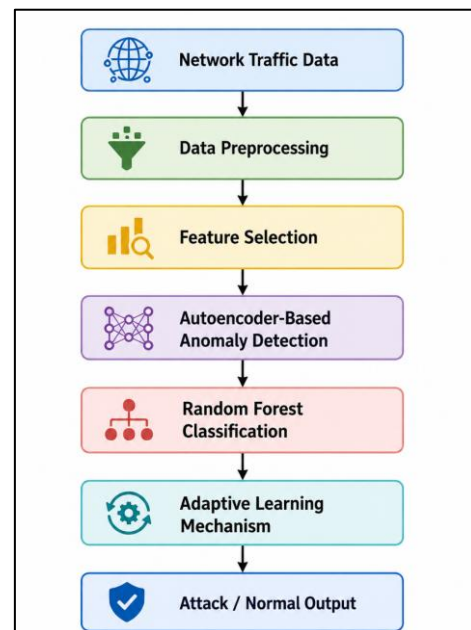 Network Traffic Data
Data Preprocessing
Feature Selection
Autoencoder-Based
Anomaly Detection
Random Forest
Classification
Adaptive Learning
Mechanism
Attack / Normal Output